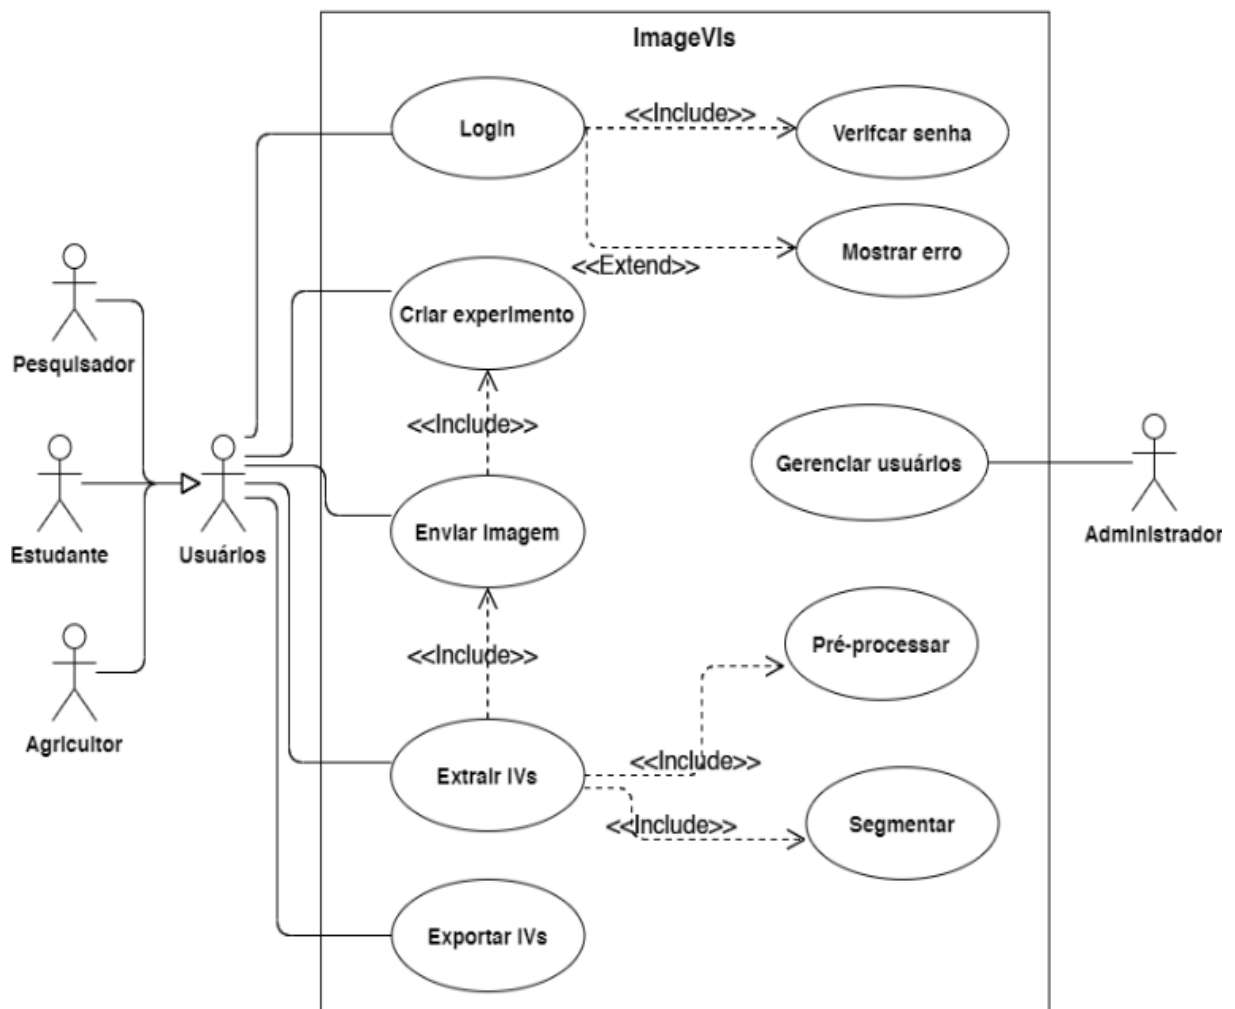 ImageVIs
Login
<<Include>>
Verifcar senha
Mostrar erro
<<Extend>>
Criar experimento
Pesquisador
<<Include>>
Gerenciar usuários
Administrador
Estudante
Usuários
Enviar imagem
Pré-processar
<<Include>>
Agricultor
Extrair IVs
<<Include>>
<<Include>>
Segmentar
Exportar IVs